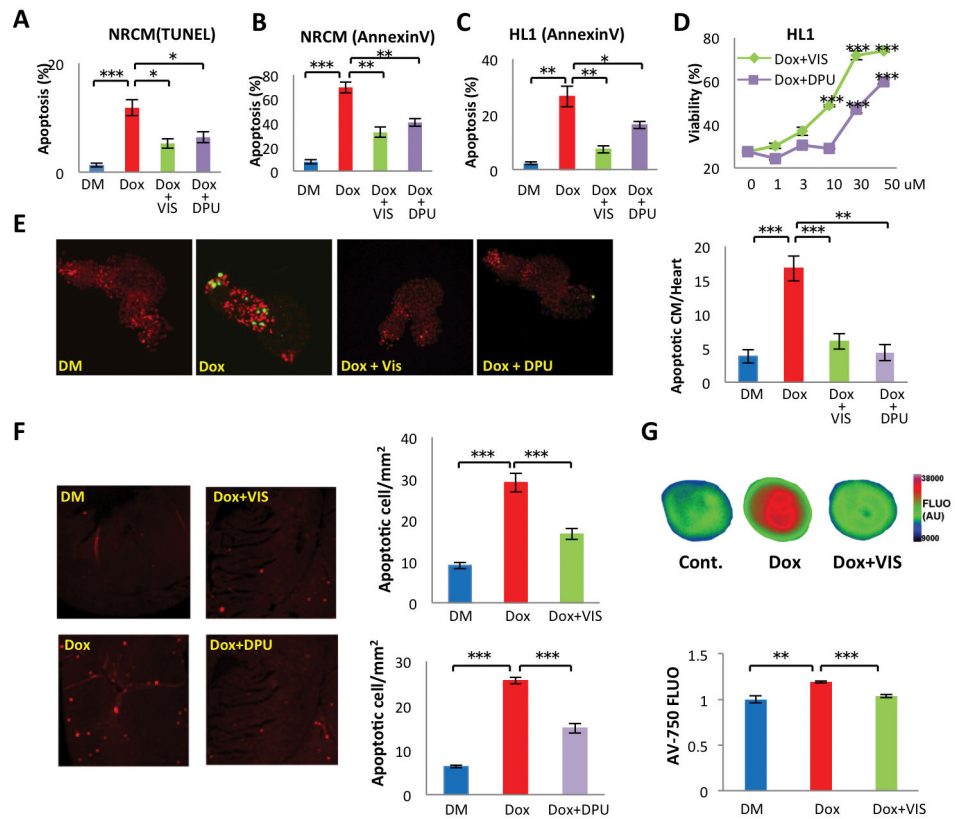 A
NRCM(TUNEL)
Apoptosis (%)
20
0
***
*
*
DM
Dox
Dox + VIS
Dox + DPU
B
NRCM (AnnexinV)
Apoptosis (%)
80
60
40
20
0
***
**
**
DM
Dox
Dox + VIS
Dox + DPU
C
HL1 (AnnexinV)
Apoptosis (%)
40
20
0
**
**
*
DM
Dox
Dox + VIS
Dox + DPU
D
HL1
Dox+VIS
Dox+DPU
Viability (%)
80
60
40
20
***
***
***
***
***
0 1 3 10 30 50 uM
E
DM
Dox
Dox + Vis
Dox + DPU
Apoptotic CM/Heart
20
15
10
5
0
***
***
**
DM
Dox
Dox + VIS
Dox + DPU
F
DM
Dox+VIS
Dox
Dox+DPU
Apoptotic cell/mm²
40
30
20
10
0
***
***
DM
Dox
Dox+VIS
Apoptotic cell/mm²
30
20
10
0
***
***
DM
Dox
Dox+DPU
G
Cont.
Dox
Dox+VIS
38000
FLUO
(AU)
9000
AV-750 FLUO
1.5
1
0.5
0
**
***
DM
Dox
Dox+VIS